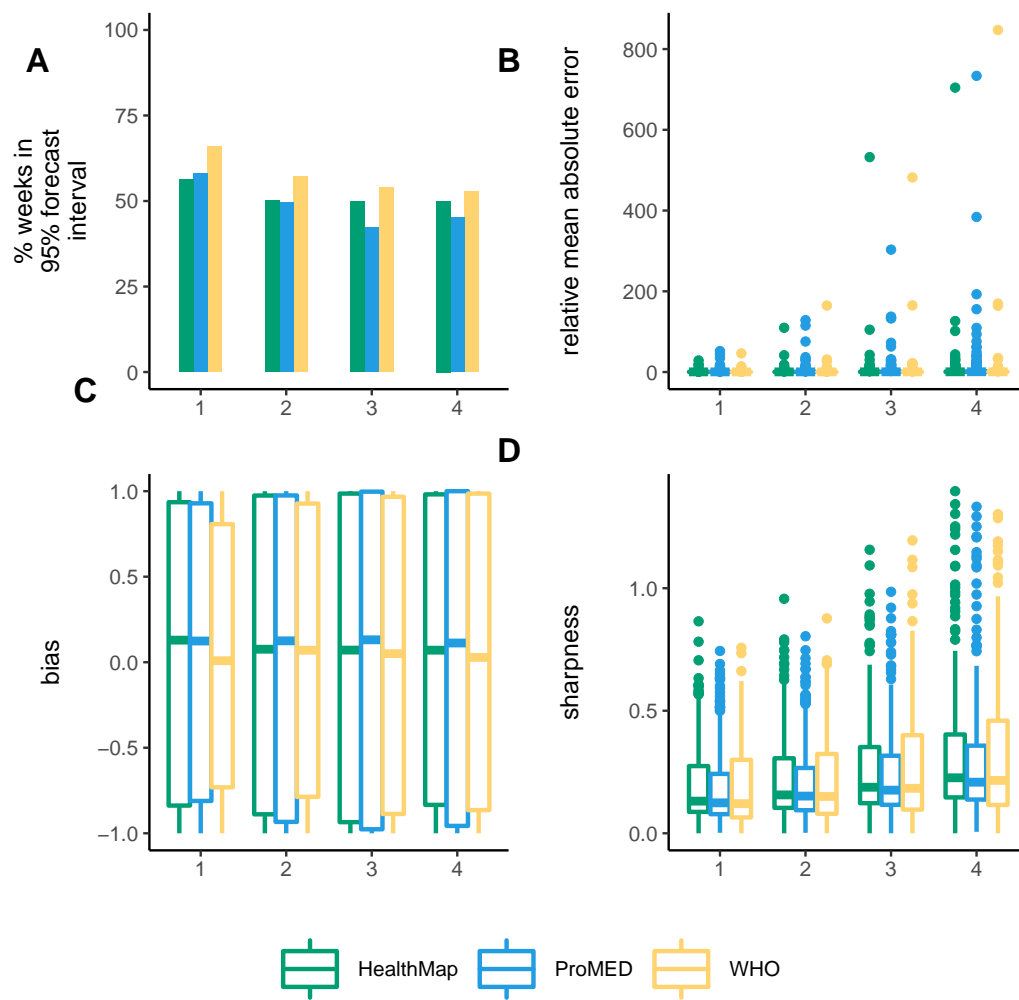 A
% weeks in
95% forecast
interval
100
75
50
25
0
1 2 3 4
B
relative mean absolute error
800
600
400
200
0
1 2 3 4
C
bias
1.0
0.5
0.0
−0.5
−1.0
1 2 3 4
D
sharpness
1.0
0.5
0.0
1 2 3 4
HealthMap ProMED WHO